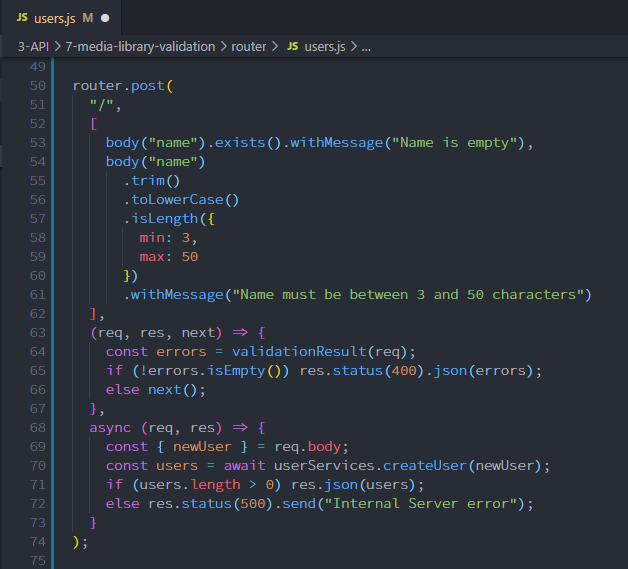 JS users.js M
3-API > 7-media-library-validation > router > JS users.js > ...
49
50 router.post(
51 "/",
52 [
53 body("name").exists().withMessage("Name is empty"),
54 body("name")
55 .trim()
56 .toLowerCase()
57 .isLength({
58 min: 3,
59 max: 50
60 })
61 .withMessage("Name must be between 3 and 50 characters")
62 ],
63 (req, res, next) => {
64 const errors = validationResult(req);
65 if (!errors.isEmpty()) res.status(400).json(errors);
66 else next();
67 },
68 async (req, res) => {
69 const { newUser } = req.body;
70 const users = await userServices.createUser(newUser);
71 if (users.length > 0) res.json(users);
72 else res.status(500).send("Internal Server error");
73 }
74 );
75